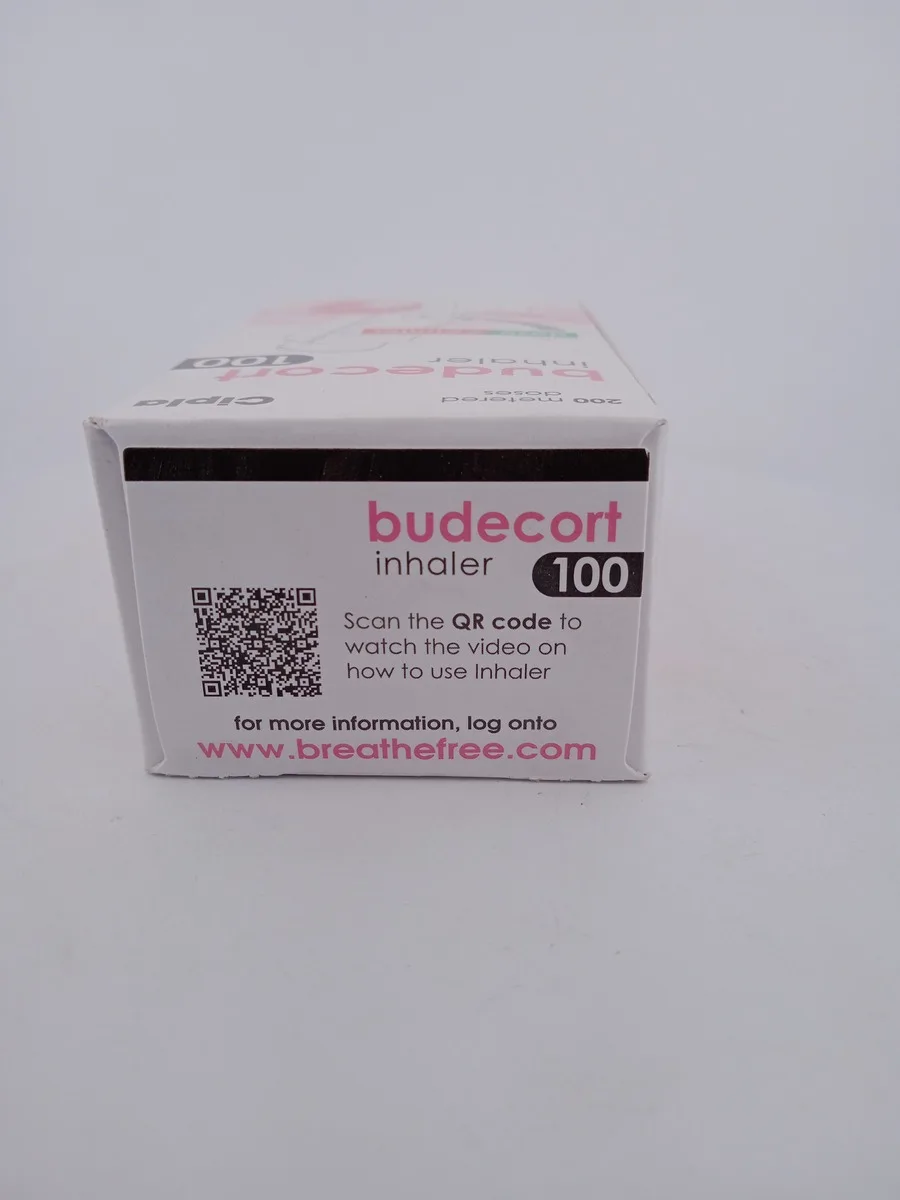 budecort
inhaler
100
Cipla
200 metered
doses
budecort
inhaler
100
Scan the QR code to
watch the video on
how to use Inhaler
for more information, log onto
www.breathefree.com